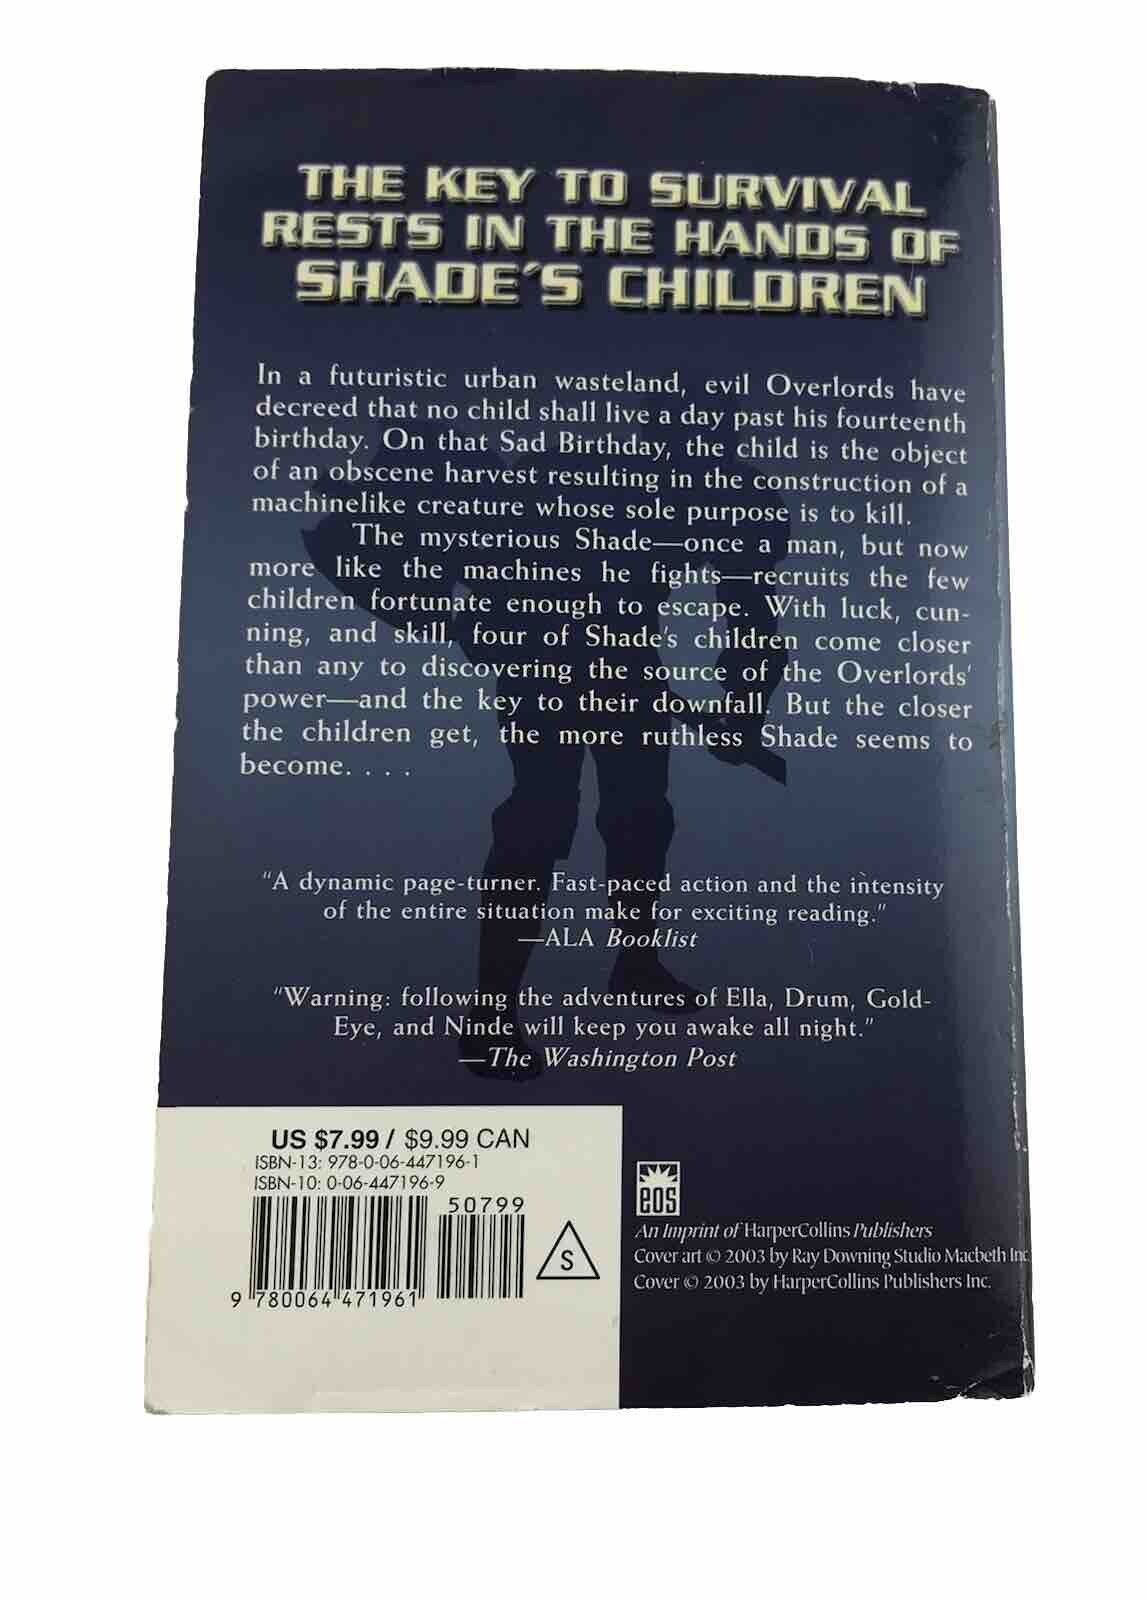 THE KEY TO SURVIVAL
RESTS IN THE HANDS OF
SHADE'S CHILDREN
In a futuristic urban wasteland, evil Overlords have
decreed that no child shall live a day past his fourteenth
birthday. On that Sad Birthday, the child is the object
of an obscene harvest resulting in the construction of a
machinelike creature whose sole purpose is to kill.
The mysterious Shade—once a man, but now
more like the machines he fights—recruits the few
children fortunate enough to escape. With luck, cun-
ning, and skill, four of Shade's children come closer
than any to discovering the source of the Overlords'
power—and the key to their downfall. But the closer
the children get, the more ruthless Shade seems to
become. . . .
"A dynamic page-turner. Fast-paced action and the intensity
of the entire situation make for exciting reading."
—ALA Booklist
"Warning: following the adventures of Ella, Drum, Gold-
Eye, and Ninde will keep you awake all night."
—The Washington Post
US $7.99 / $9.99 CAN
ISBN-13: 978-0-06-447196-1
ISBN-10: 0-06-447196-9
50799
S
9 780064 471961
eos
An Imprint of HarperCollins Publishers
Cover art © 2003 by Ray Downing Studio Macbeth Inc.
Cover © 2003 by HarperCollins Publishers Inc.